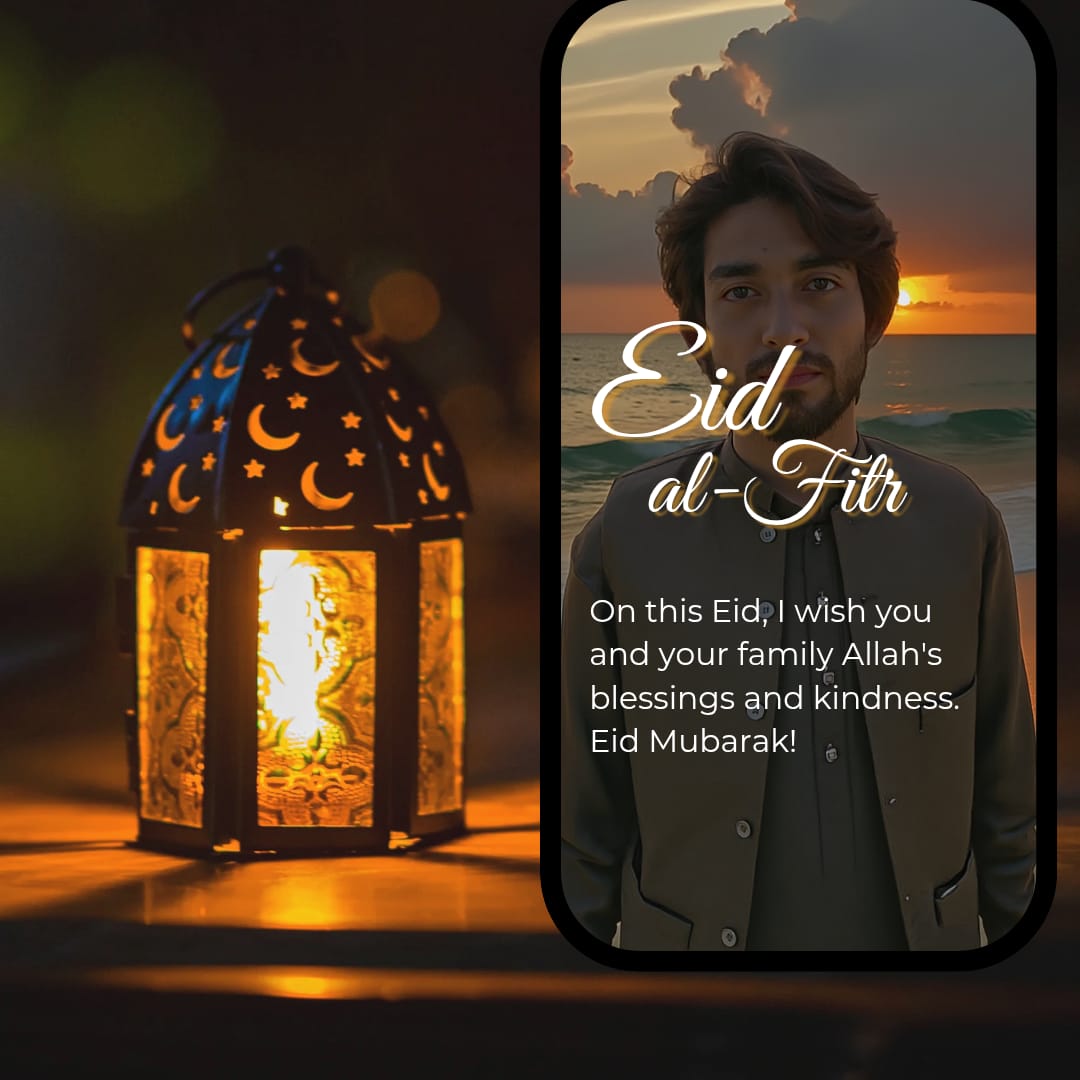 Eid
al-Fitr
On this Eid, I wish you
and your family Allah's
blessings and kindness.
Eid Mubarak!